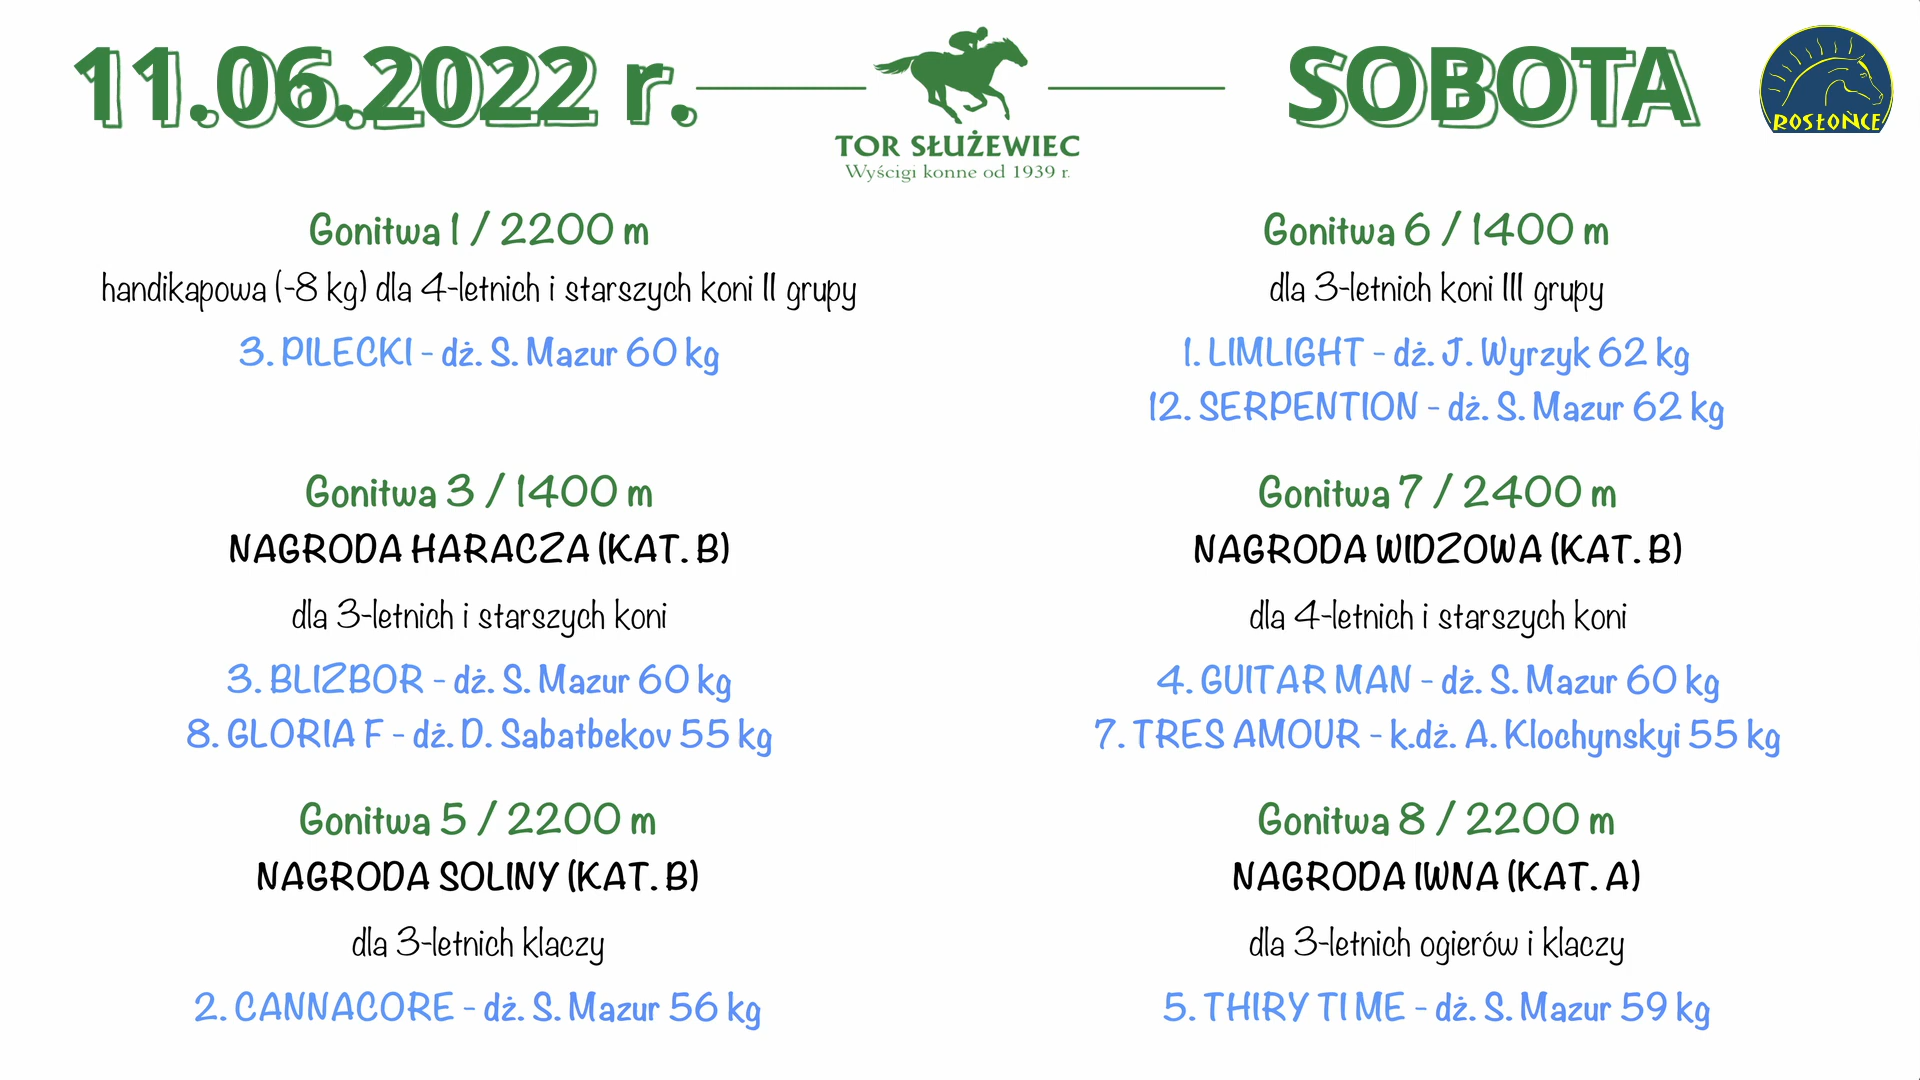 11.06.2022 r.
TOR SŁUŻEWIEC
Wyścigi konne od 1939 r.
SOBOTA
ROSŁOŃCE
Gonitwa 1 / 2200 m
handikapowa (-8 kg) dla 4-letnich i starszych koni II grupy
3. PILECKI - dż. S. Mazur 60 kg
Gonitwa 3 / 1400 m
NAGRODA HARACZA (KAT. B)
dla 3-letnich i starszych koni
3. BLIZBOR - dż. S. Mazur 60 kg
8. GLORIA F - dż. D. Sabatbekov 55 kg
Gonitwa 5 / 2200 m
NAGRODA SOLINY (KAT. B)
dla 3-letnich klaczy
2. CANNACORE - dż. S. Mazur 56 kg
Gonitwa 6 / 1400 m
dla 3-letnich koni III grupy
1. LIMLIGHT - dż. J. Wyrzyk 62 kg
12. SERPENTION - dż. S. Mazur 62 kg
Gonitwa 7 / 2400 m
NAGRODA WIDZOWA (KAT. B)
dla 4-letnich i starszych koni
4. GUITAR MAN - dż. S. Mazur 60 kg
7. TRES AMOUR - k.dż. A. Klochynskyi 55 kg
Gonitwa 8 / 2200 m
NAGRODA IWNA (KAT. A)
dla 3-letnich ogierów i klaczy
5. THIRY TIME - dż. S. Mazur 59 kg